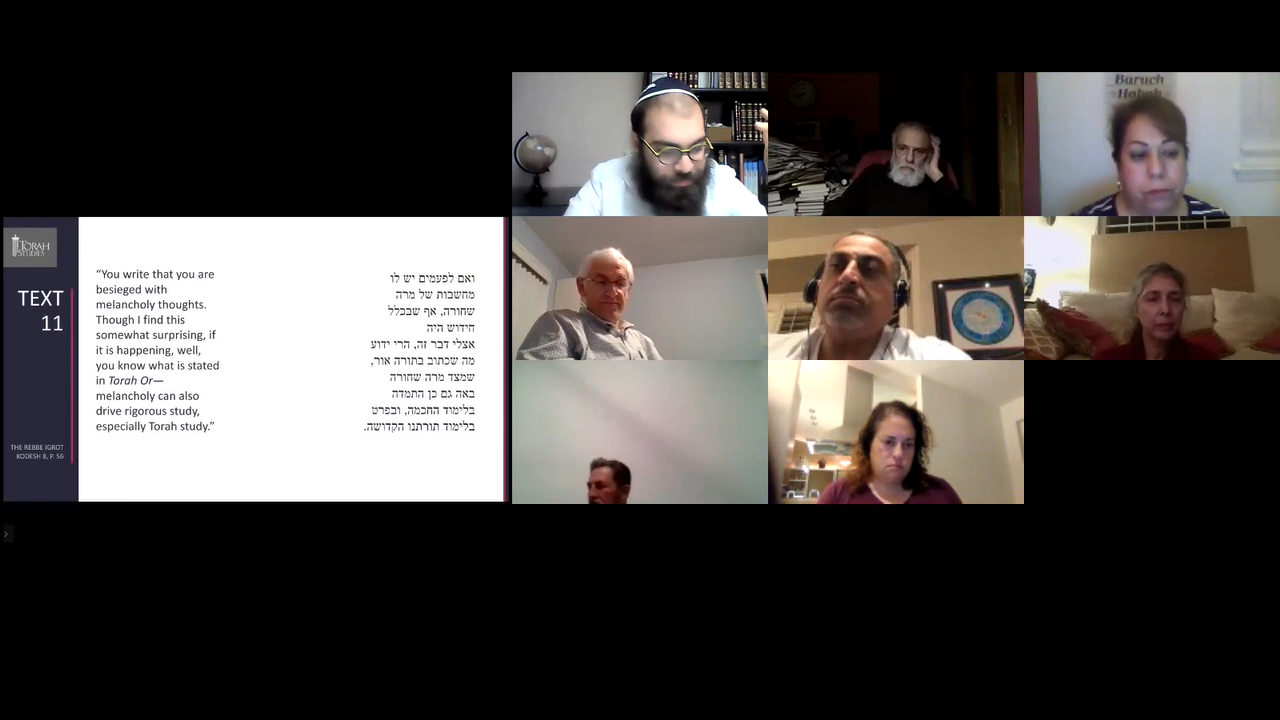 TORAH
STUDIES
TEXT
11
THE REBBE IGROT
KODESH 8, P. 56
“You write that you are
besieged with
melancholy thoughts.
Though I find this
somewhat surprising, if
it is happening, well,
you know what is stated
in Torah Or—
melancholy can also
drive rigorous study,
especially Torah study.”
ואם לפעמים יש לו
מחשבות של מרה
שחורה, אף שבכלל
חידוש היה
אצלי דבר זה, הרי ידוע
מה שכתוב בתורה אור,
שמצד מרה שחורה
באה גם כן התמדה
בלימוד החכמה, ובפרט
בלימוד תורתנו הקדושה.
Baruch
Habah